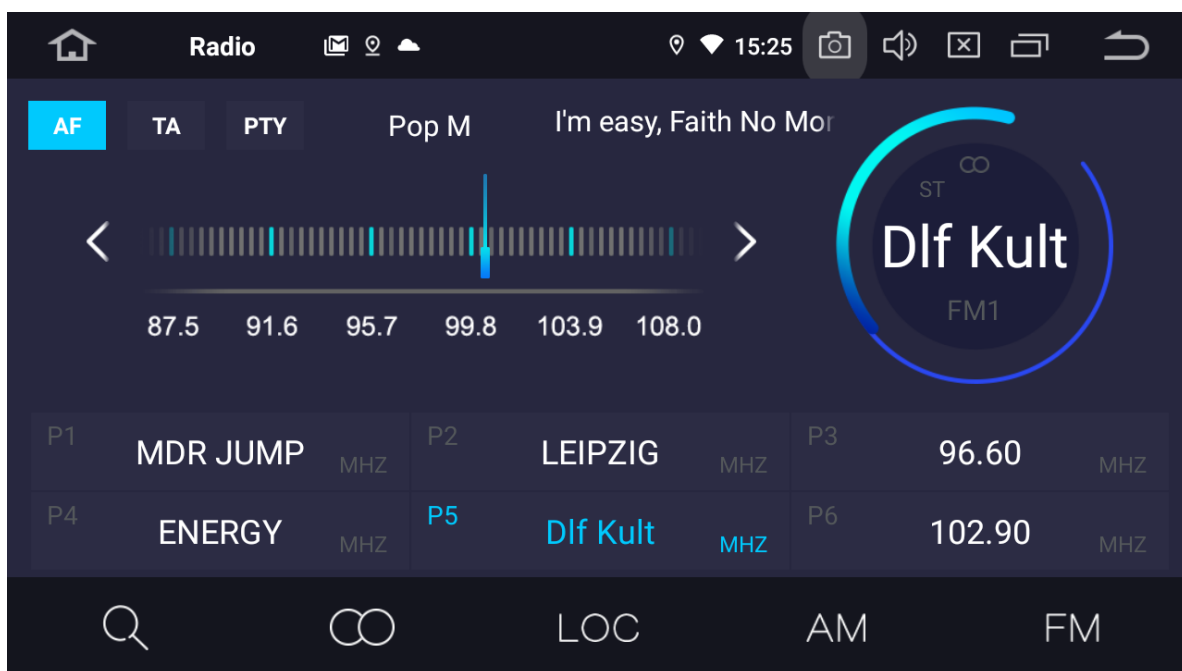 Radio
15:25
AF TA PTY Pop M I'm easy, Faith No Mor
ST
Dlf Kult
FM1
87.5 91.6 95.7 99.8 103.9 108.0
P1 MDR JUMP MHZ P2 LEIPZIG MHZ P3 96.60 MHZ
P4 ENERGY MHZ P5 Dlf Kult MHZ P6 102.90 MHZ
LOC AM FM